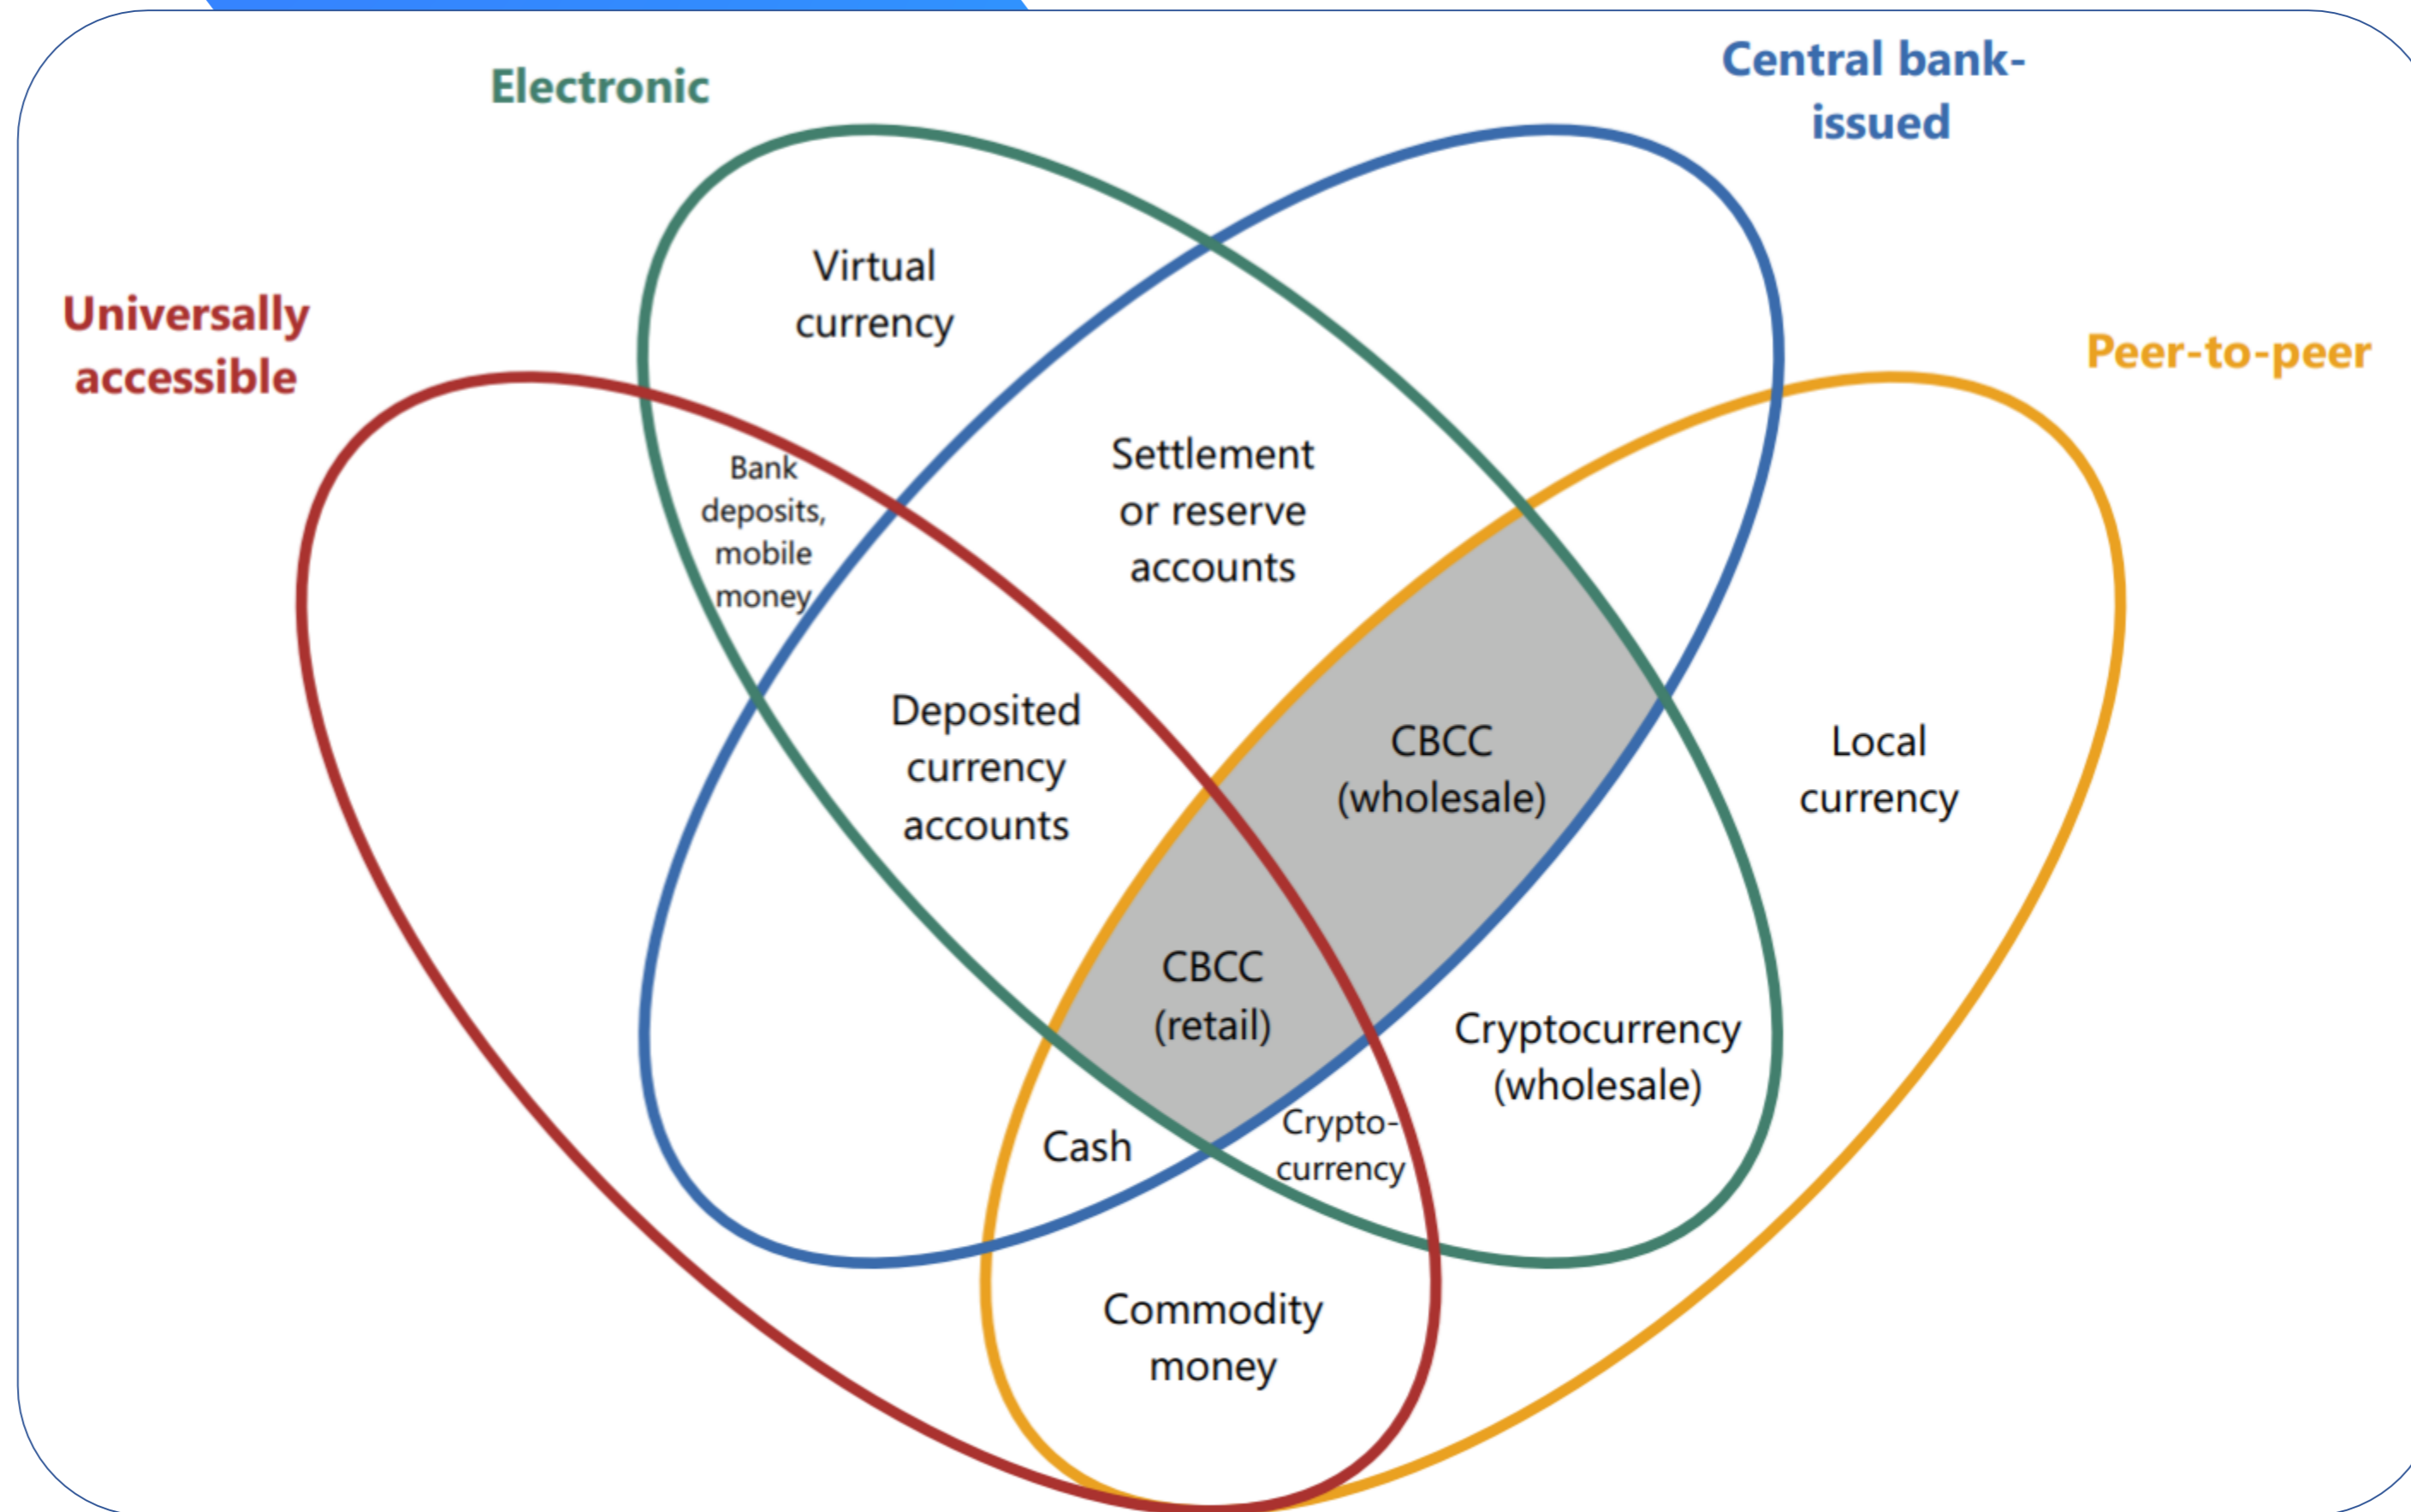 Electronic
Central bank-
issued
Universally
accessible
Peer-to-peer
Virtual
currency
Bank
deposits,
mobile
money
Settlement
or reserve
accounts
Deposited
currency
accounts
CBCC
(wholesale)
Local
currency
CBCC
(retail)
Cryptocurrency
(wholesale)
Cash
Crypto-
currency
Commodity
money